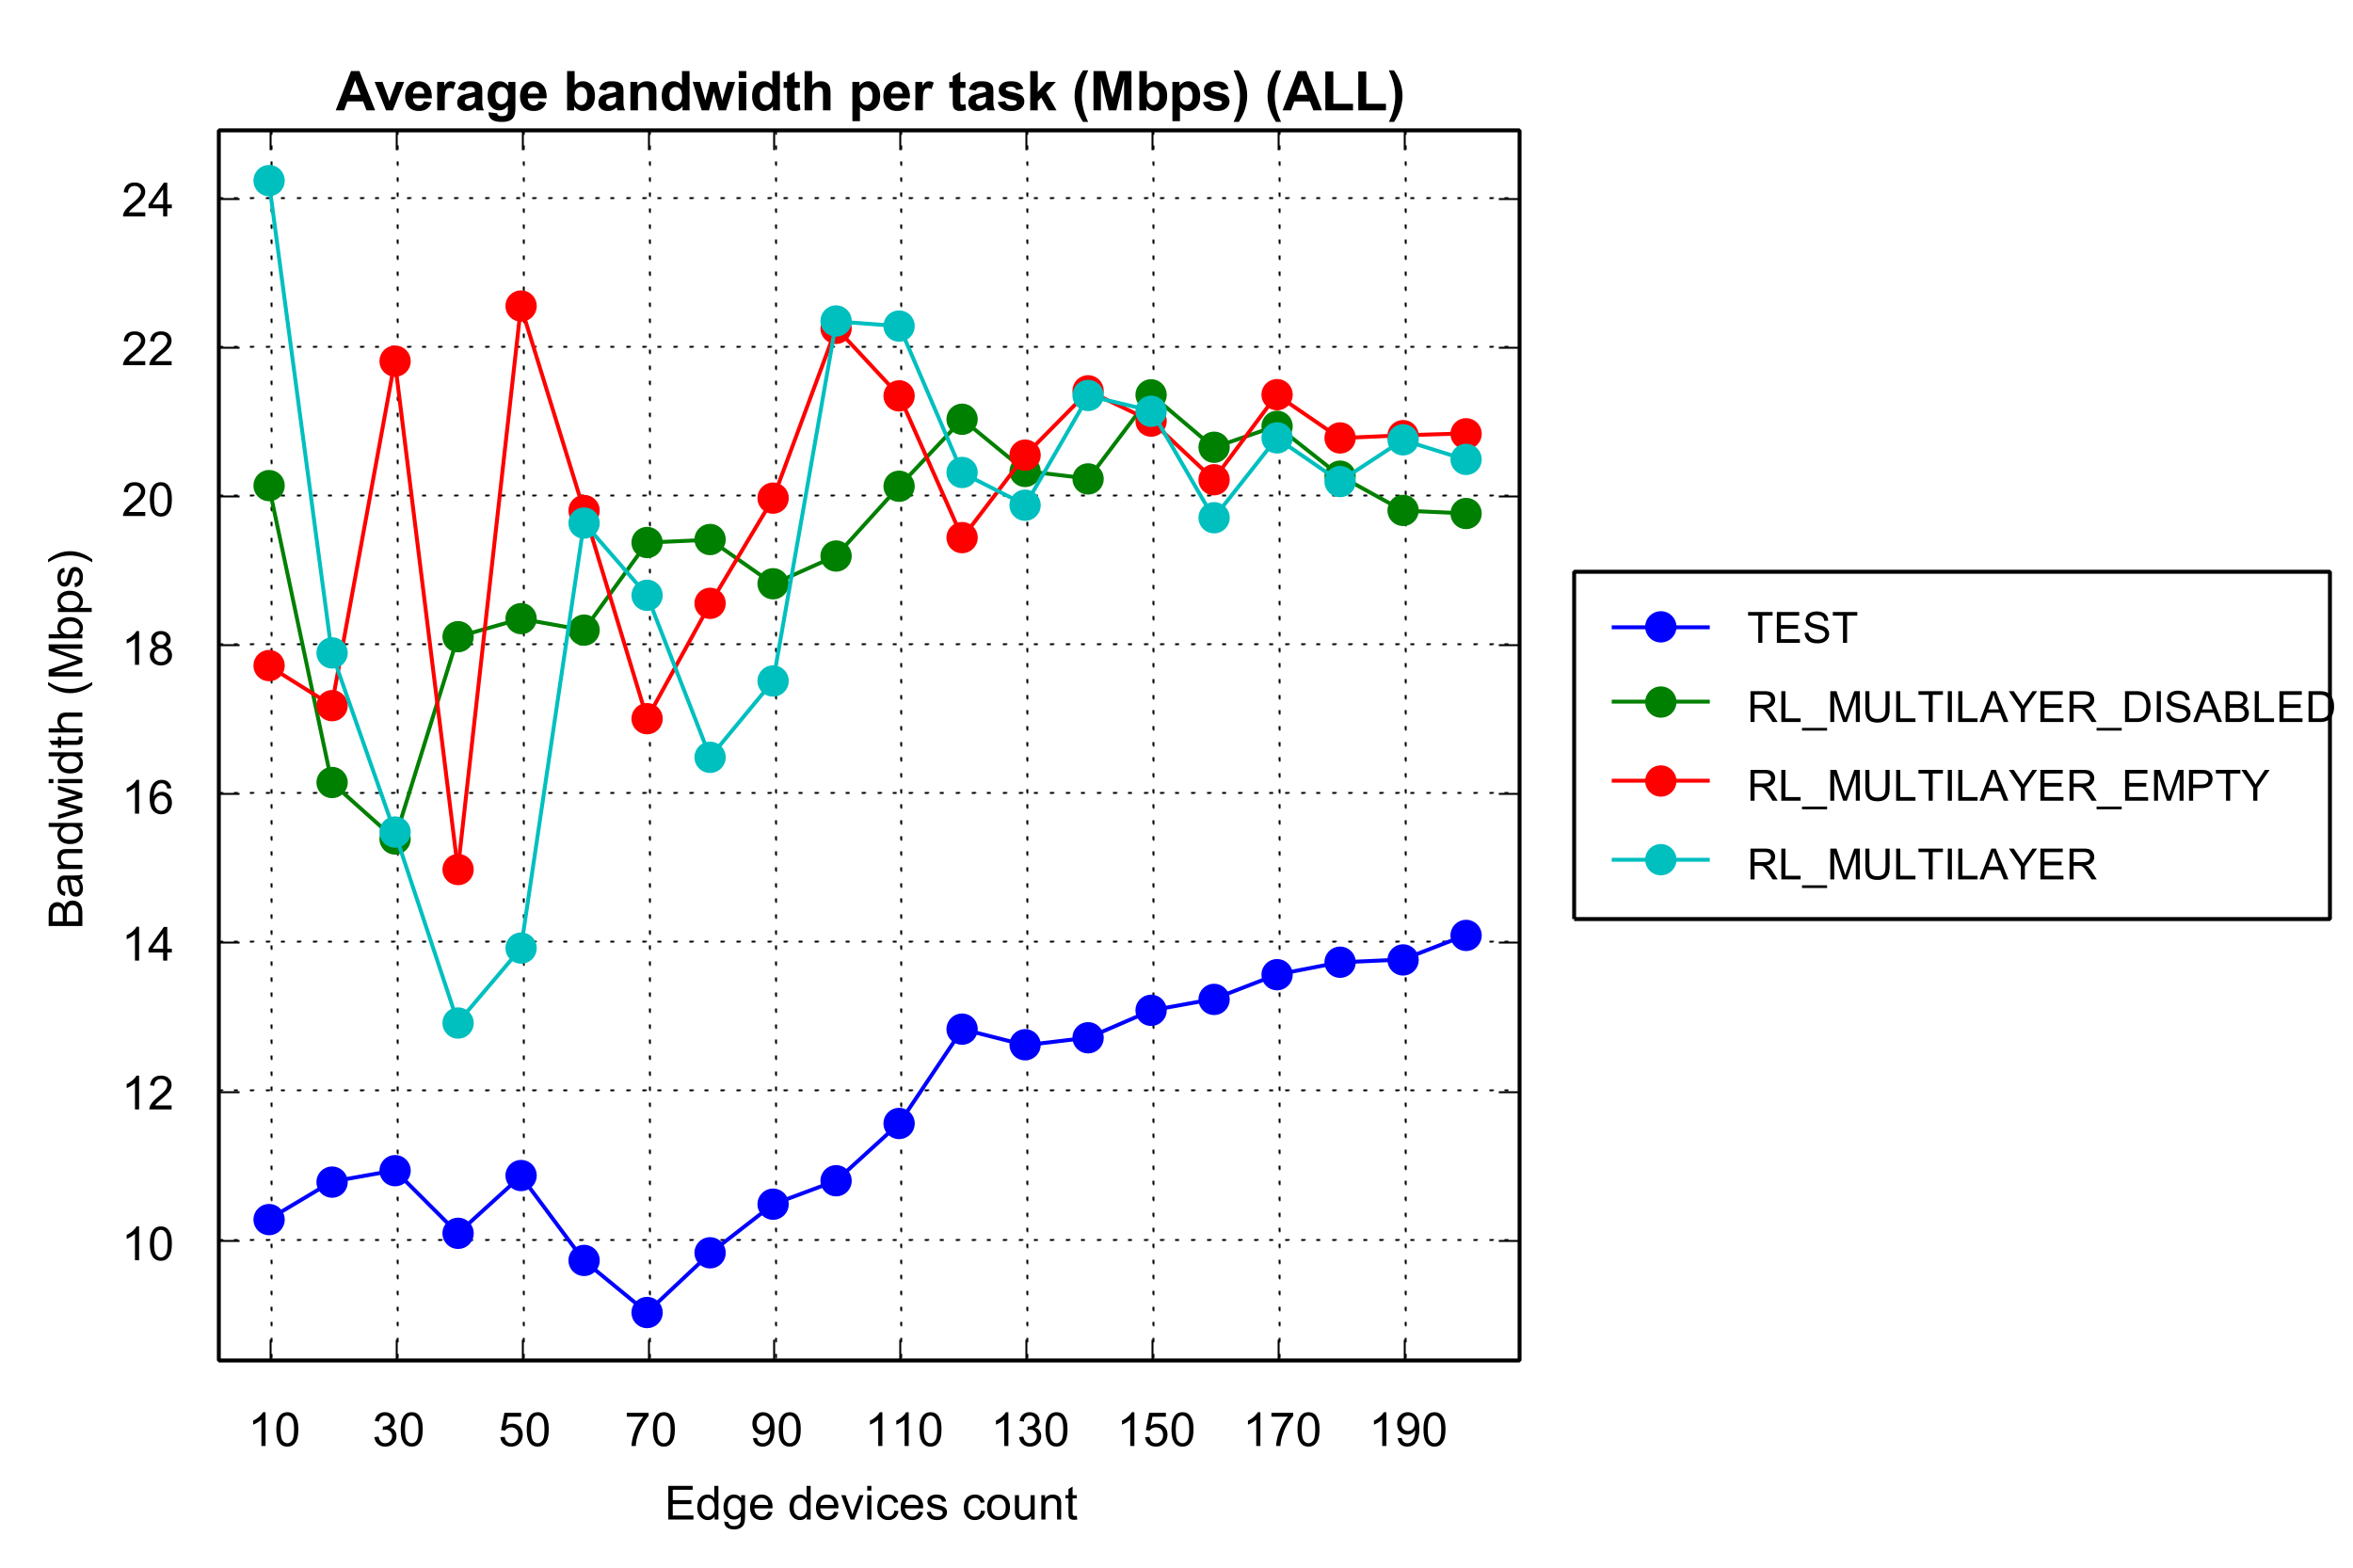 Average bandwidth per task (Mbps) (ALL)
24
22
20
18
16
14
12
10
Bandwidth (Mbps)
10 30 50 70 90 110 130 150 170 190
Edge devices count
TEST
RL_MULTILAYER_DISABLED
RL_MULTILAYER_EMPTY
RL_MULTILAYER